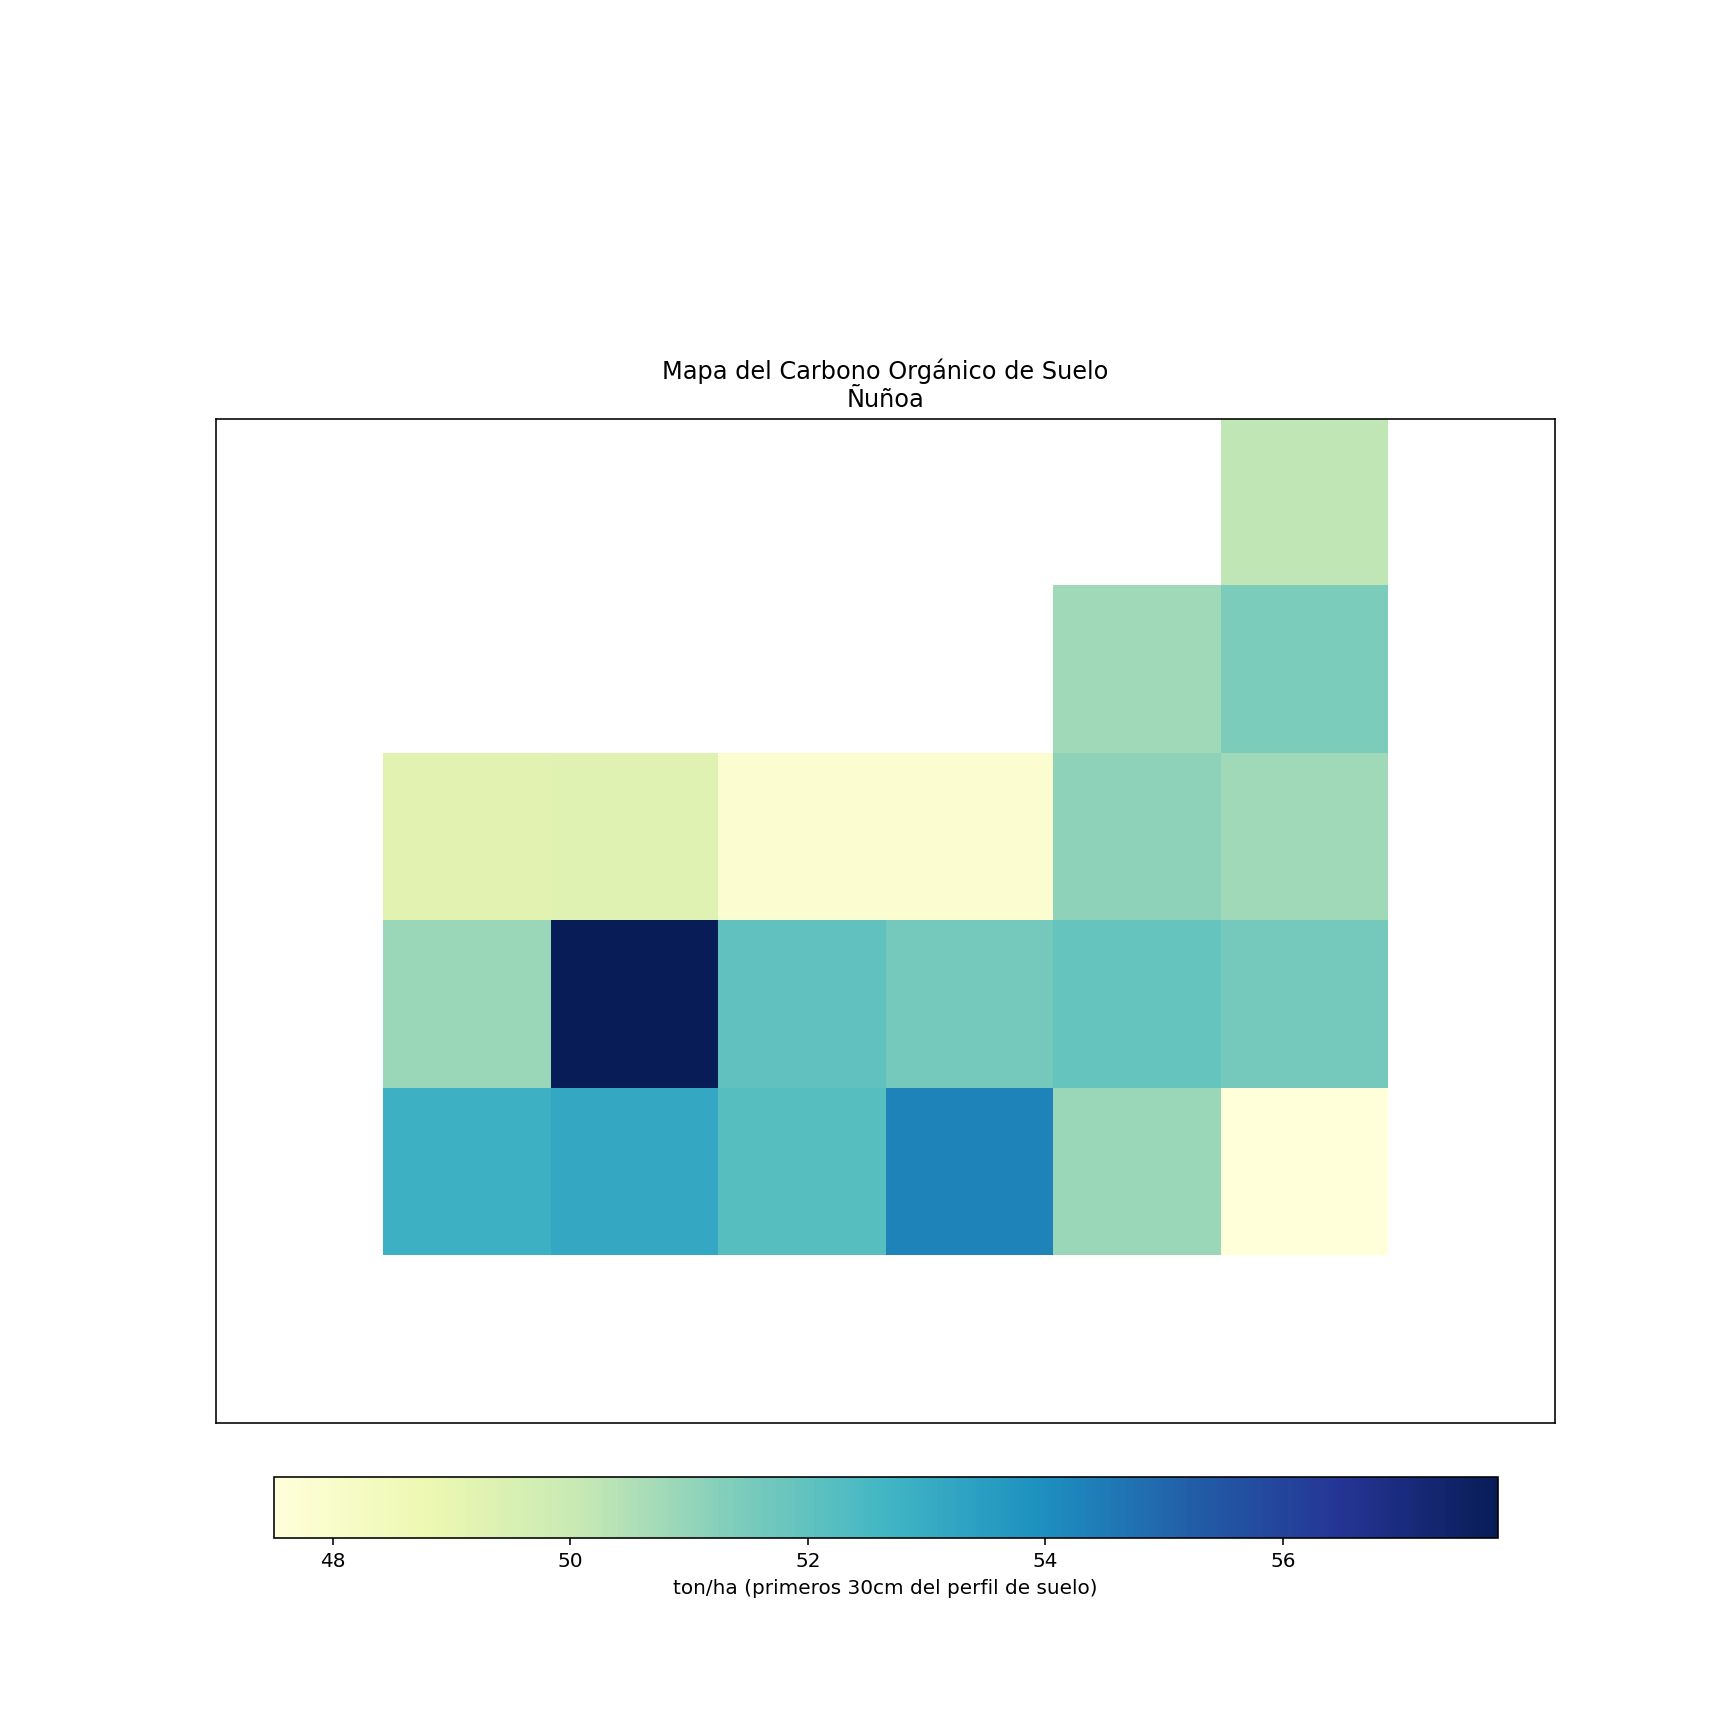 Mapa del Carbono Orgánico de Suelo
Ñuñoa
48 50 52 54 56
ton/ha (primeros 30cm del perfil de suelo)